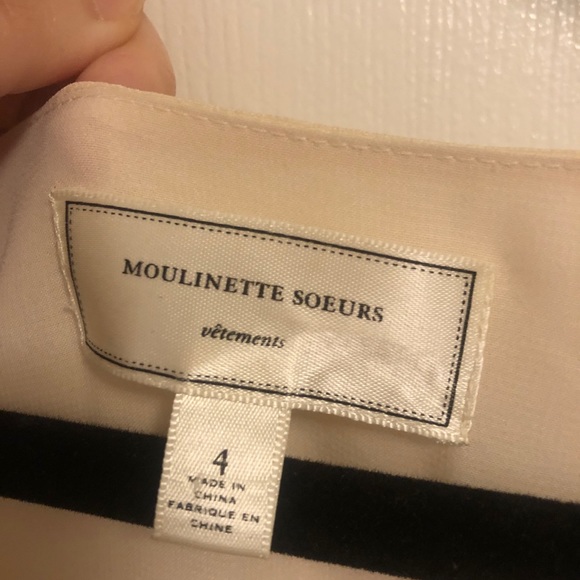 MOULINETTE SOEURS
vêtements
4
MADE IN
CHINA
FABRIQUE EN
CHINE